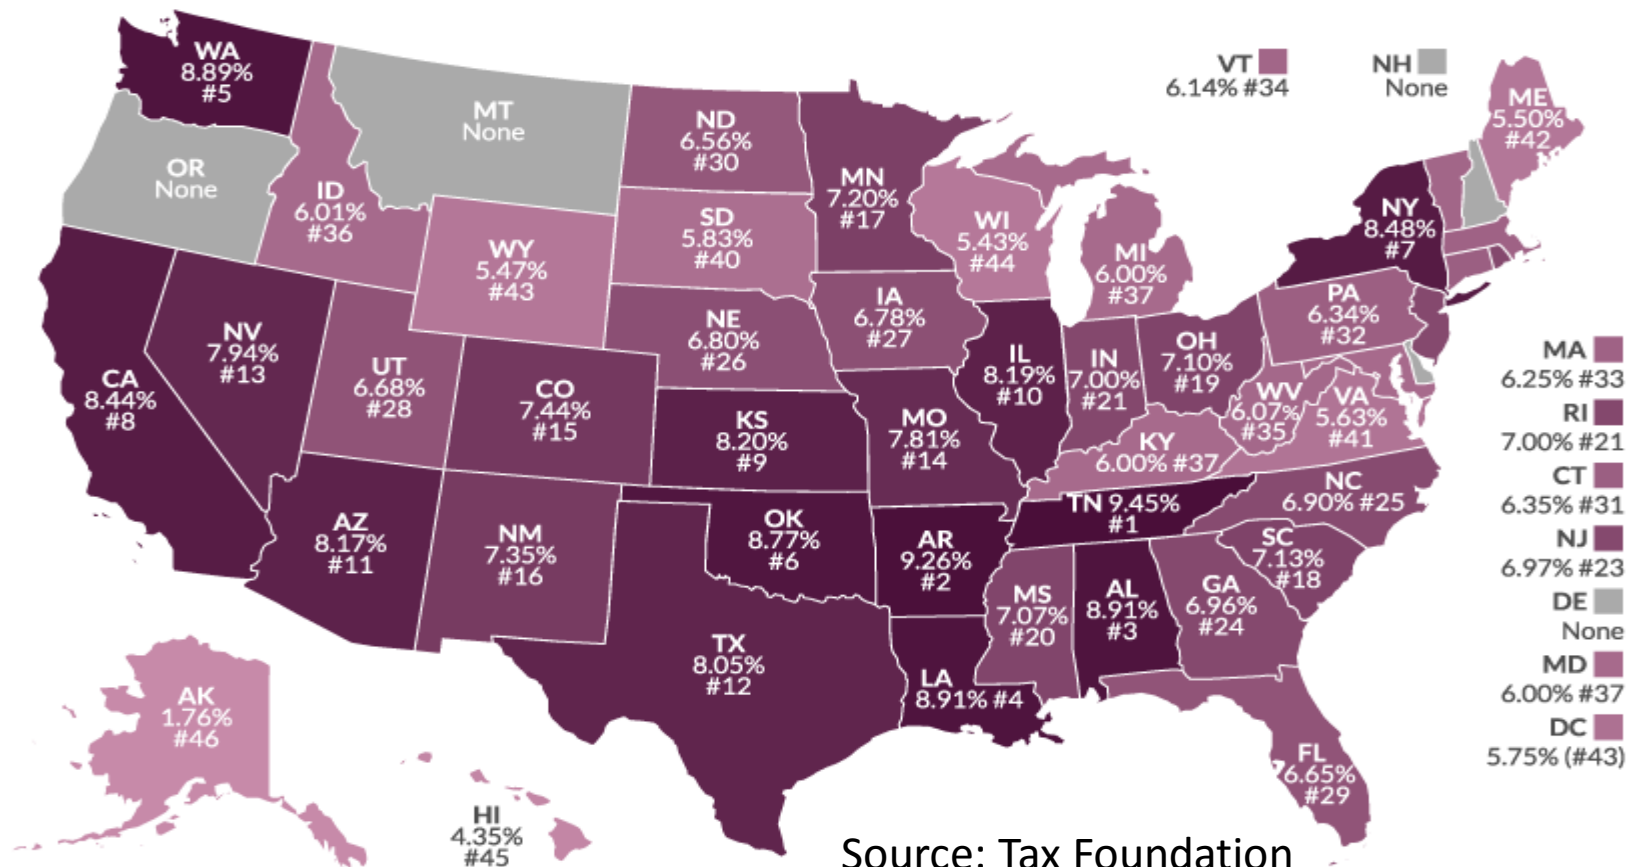 WA
8.89%
#5
MT
None
OR
None
ID
6.01%
#36
WY
5.47%
#43
ND
6.56%
#30
SD
5.83%
#40
NE
6.80%
#26
MN
7.20%
#17
WI
5.43%
#44
IA
6.78%
#27
MI
6.00%
#37
VT
6.14% #34
NH
None
ME
5.50%
#42
NY
8.48%
#7
PA
6.34%
#32
CA
8.44%
#8
NV
7.94%
#13
UT
6.68%
#28
CO
7.44%
#15
KS
8.20%
#9
MO
7.81%
#14
IL
8.19%
#10
IN
7.00%
#21
OH
7.10%
#19
WV
6.07%
#35
VA
5.63%
#41
KY
6.00% #37
NC
6.90% #25
TN 9.45%
#1
SC
7.13%
#18
AZ
8.17%
#11
NM
7.35%
#16
OK
8.77%
#6
AR
9.26%
#2
TX
8.05%
#12
LA
8.91% #4
MS
7.07%
#20
AL
8.91%
#3
GA
6.96%
#24
FL
6.65%
#29
AK
1.76%
#46
HI
4.35%
#45
MA
6.25% #33
RI
7.00% #21
CT
6.35% #31
NJ
6.97% #23
DE
None
MD
6.00% #37
DC
5.75% (#43)
Source: Tax Foundation